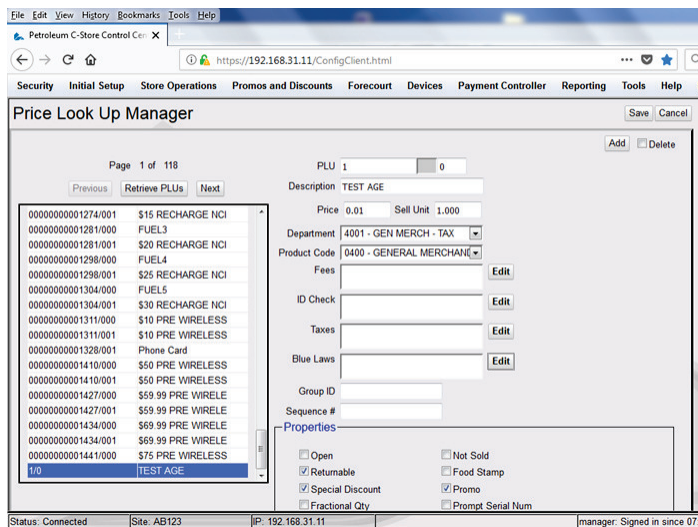 File Edit View History Bookmarks Tools Help
Petroleum C-Store Control Cen
https://192.168.31.11/ConfigClient.html
Security Initial Setup Store Operations Promos and Discounts Forecourt Devices Payment Controller Reporting Tools Help
Price Look Up Manager
Save Cancel
Add Delete
Page 1 of 118
Previous Retrieve PLUs Next
00000000001274/001 $15 RECHARGE NCI
00000000001281/000 FUEL3
00000000001281/001 $20 RECHARGE NCI
00000000001298/000 FUEL4
00000000001298/001 $25 RECHARGE NCI
00000000001304/000 FUEL5
00000000001304/001 $30 RECHARGE NCI
00000000001311/000 $10 PRE WIRELESS
00000000001311/001 $10 PRE WIRELESS
00000000001328/001 Phone Card
00000000001410/000 $50 PRE WIRELESS
00000000001410/001 $50 PRE WIRELESS
00000000001427/000 $59.99 PRE WIRELE
00000000001427/001 $59.99 PRE WIRELE
00000000001434/000 $69.99 PRE WIRELE
00000000001434/001 $69.99 PRE WIRELE
00000000001441/000 $75 PRE WIRELESS
1/0 TEST AGE
PLU 1 0
Description TEST AGE
Price 0.01 Sell Unit 1.000
Department 4001 - GEN MERCH - TAX
Product Code 0400 - GENERAL MERCHAND
Fees Edit
ID Check Edit
Taxes Edit
Blue Laws Edit
Group ID
Sequence #
Properties
Open Not Sold
Returnable Food Stamp
Special Discount Promo
Fractional Qty Prompt Serial Num
Status: Connected Site: AB123 IP: 192.168.31.11 manager: Signed in since 07